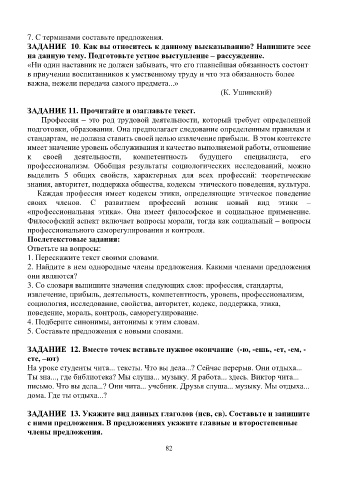 7. С терминами составьте предложения.
ЗАДАНИЕ 10. Как вы относитесь к данному высказыванию? Напишите эссе
на данную тему. Подготовьте устное выступление – рассуждение.
«Ни один наставник не должен забывать, что его главнейшая обязанность состоит
в приучении воспитанников к умственному труду и что эта обязанность более
важна, нежели передача самого предмета...»
(К. Ушинский)
ЗАДАНИЕ 11. Прочитайте и озаглавьте текст.
Профессия – это род трудовой деятельности, который требует определенной
подготовки, образования. Она предполагает следование определенным правилам и
стандартам, не должна ставить своей целью извлечение прибыли. В этом контексте
имеет значение уровень обслуживания и качество выполняемой работы, отношение
к своей деятельности, компетентность будущего специалиста, его
профессионализм. Обобщая результаты социологических исследований, можно
выделить 5 общих свойств, характерных для всех профессий: теоретические
знания, авторитет, поддержка общества, кодексы этического поведения, культура.
Каждая профессия имеет кодексы этики, определяющие этическое поведение
своих членов. С развитием профессий возник новый вид этики –
«профессиональная этика». Она имеет философское и социальное применение.
Философский аспект включает вопросы морали, тогда как социальный – вопросы
профессионального саморегулирования и контроля.
Послетекстовые задания:
Ответьте на вопросы:
1. Перескажите текст своими словами.
2. Найдите в нем однородные члены предложения. Какими членами предложения
они являются?
3. Со словаря выпишите значения следующих слов: профессия, стандарты,
извлечение, прибыль, деятельность, компетентность, уровень, профессионализм,
социология, исследование, свойства, авторитет, кодекс, поддержка, этика,
поведение, мораль, контроль, саморегулирование.
4. Подберите синонимы, антонимы к этим словам.
5. Составьте предложения с новыми словами.
ЗАДАНИЕ 12. Вместо точек вставьте нужное окончание (-ю, -ешь, -ет, -ем, -
ете, –ют)
На уроке студенты чита... тексты. Что вы дела...? Сейчас перерыв. Они отдыха...
Ты зна..., где библиотека? Мы слуша... музыку. Я работа... здесь. Виктор чита...
письмо. Что вы дела...? Они чита... учебник. Друзья слуша... музыку. Мы отдыха...
дома. Где ты отдыха...?
ЗАДАНИЕ 13. Укажите вид данных глаголов (нсв, св). Составьте и запишите
с ними предложения. В предложениях укажите главные и второстепенные
члены предложения.
82